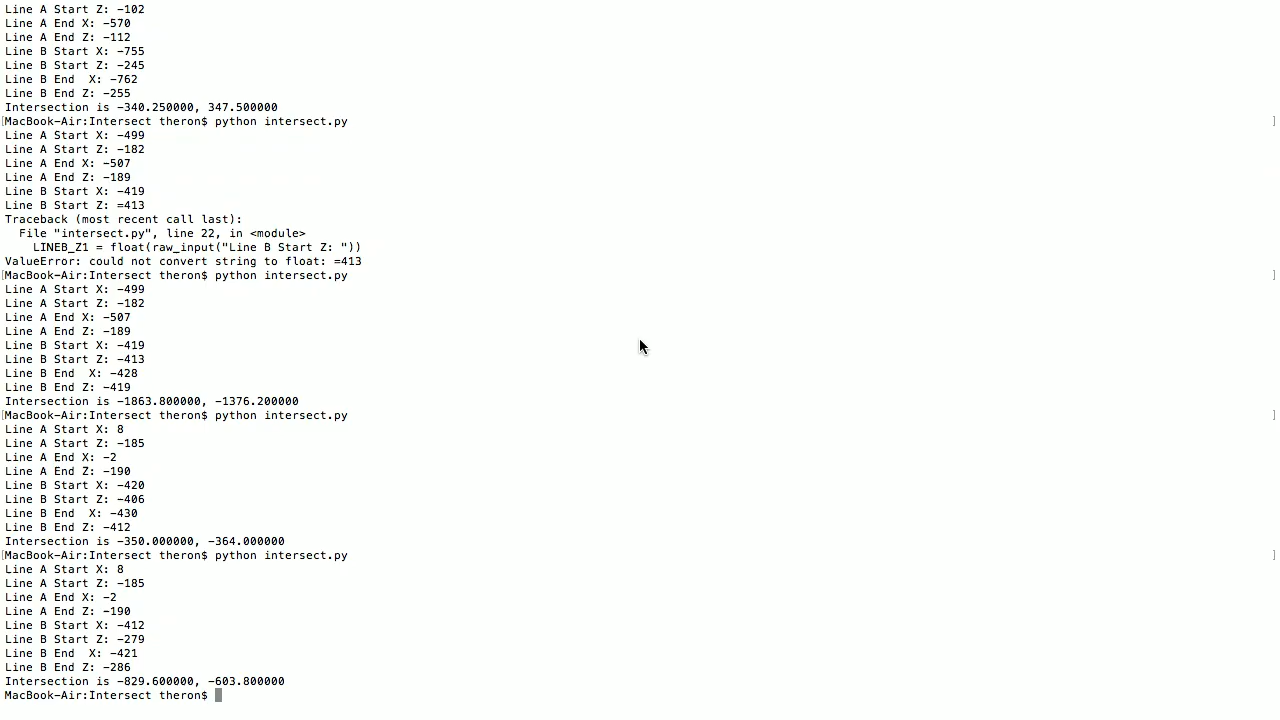 Line A Start Z: -102
Line A End X: -570
Line A End Z: -112
Line B Start X: -755
Line B Start Z: -245
Line B End  X: -762
Line B End Z: -255
Intersection is -340.250000, 347.500000
[MacBook-Air:Intersect theron$ python intersect.py ]
Line A Start X: -499
Line A Start Z: -182
Line A End X: -507
Line A End Z: -189
Line B Start X: -419
Line B Start Z: =413
Traceback (most recent call last):
  File "intersect.py", line 22, in <module>
    LINEB_Z1 = float(raw_input("Line B Start Z: "))
ValueError: could not convert string to float: =413
[MacBook-Air:Intersect theron$ python intersect.py ]
Line A Start X: -499
Line A Start Z: -182
Line A End X: -507
Line A End Z: -189
Line B Start X: -419
Line B Start Z: -413
Line B End  X: -428
Line B End Z: -419
Intersection is -1863.800000, -1376.200000
[MacBook-Air:Intersect theron$ python intersect.py ]
Line A Start X: 8
Line A Start Z: -185
Line A End X: -2
Line A End Z: -190
Line B Start X: -420
Line B Start Z: -406
Line B End  X: -430
Line B End Z: -412
Intersection is -350.000000, -364.000000
[MacBook-Air:Intersect theron$ python intersect.py ]
Line A Start X: 8
Line A Start Z: -185
Line A End X: -2
Line A End Z: -190
Line B Start X: -412
Line B Start Z: -279
Line B End  X: -421
Line B End Z: -286
Intersection is -829.600000, -603.800000
MacBook-Air:Intersect theron$